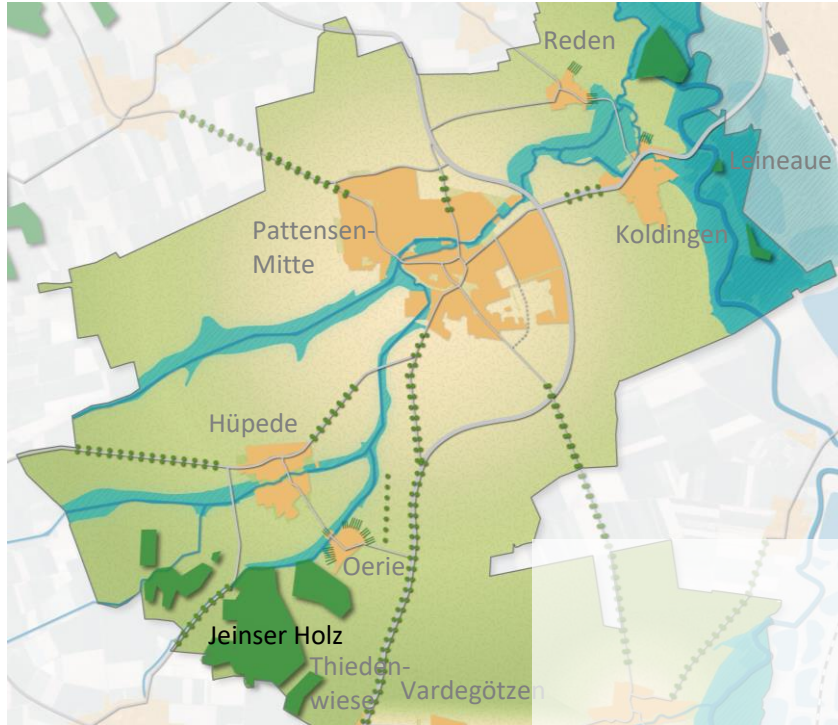 Reden
Leineaue
Koldingen
Pattensen-
Mitte
Hüpede
Oerie
Jeinser Holz
Thieden-
wiese
Vardegötzen